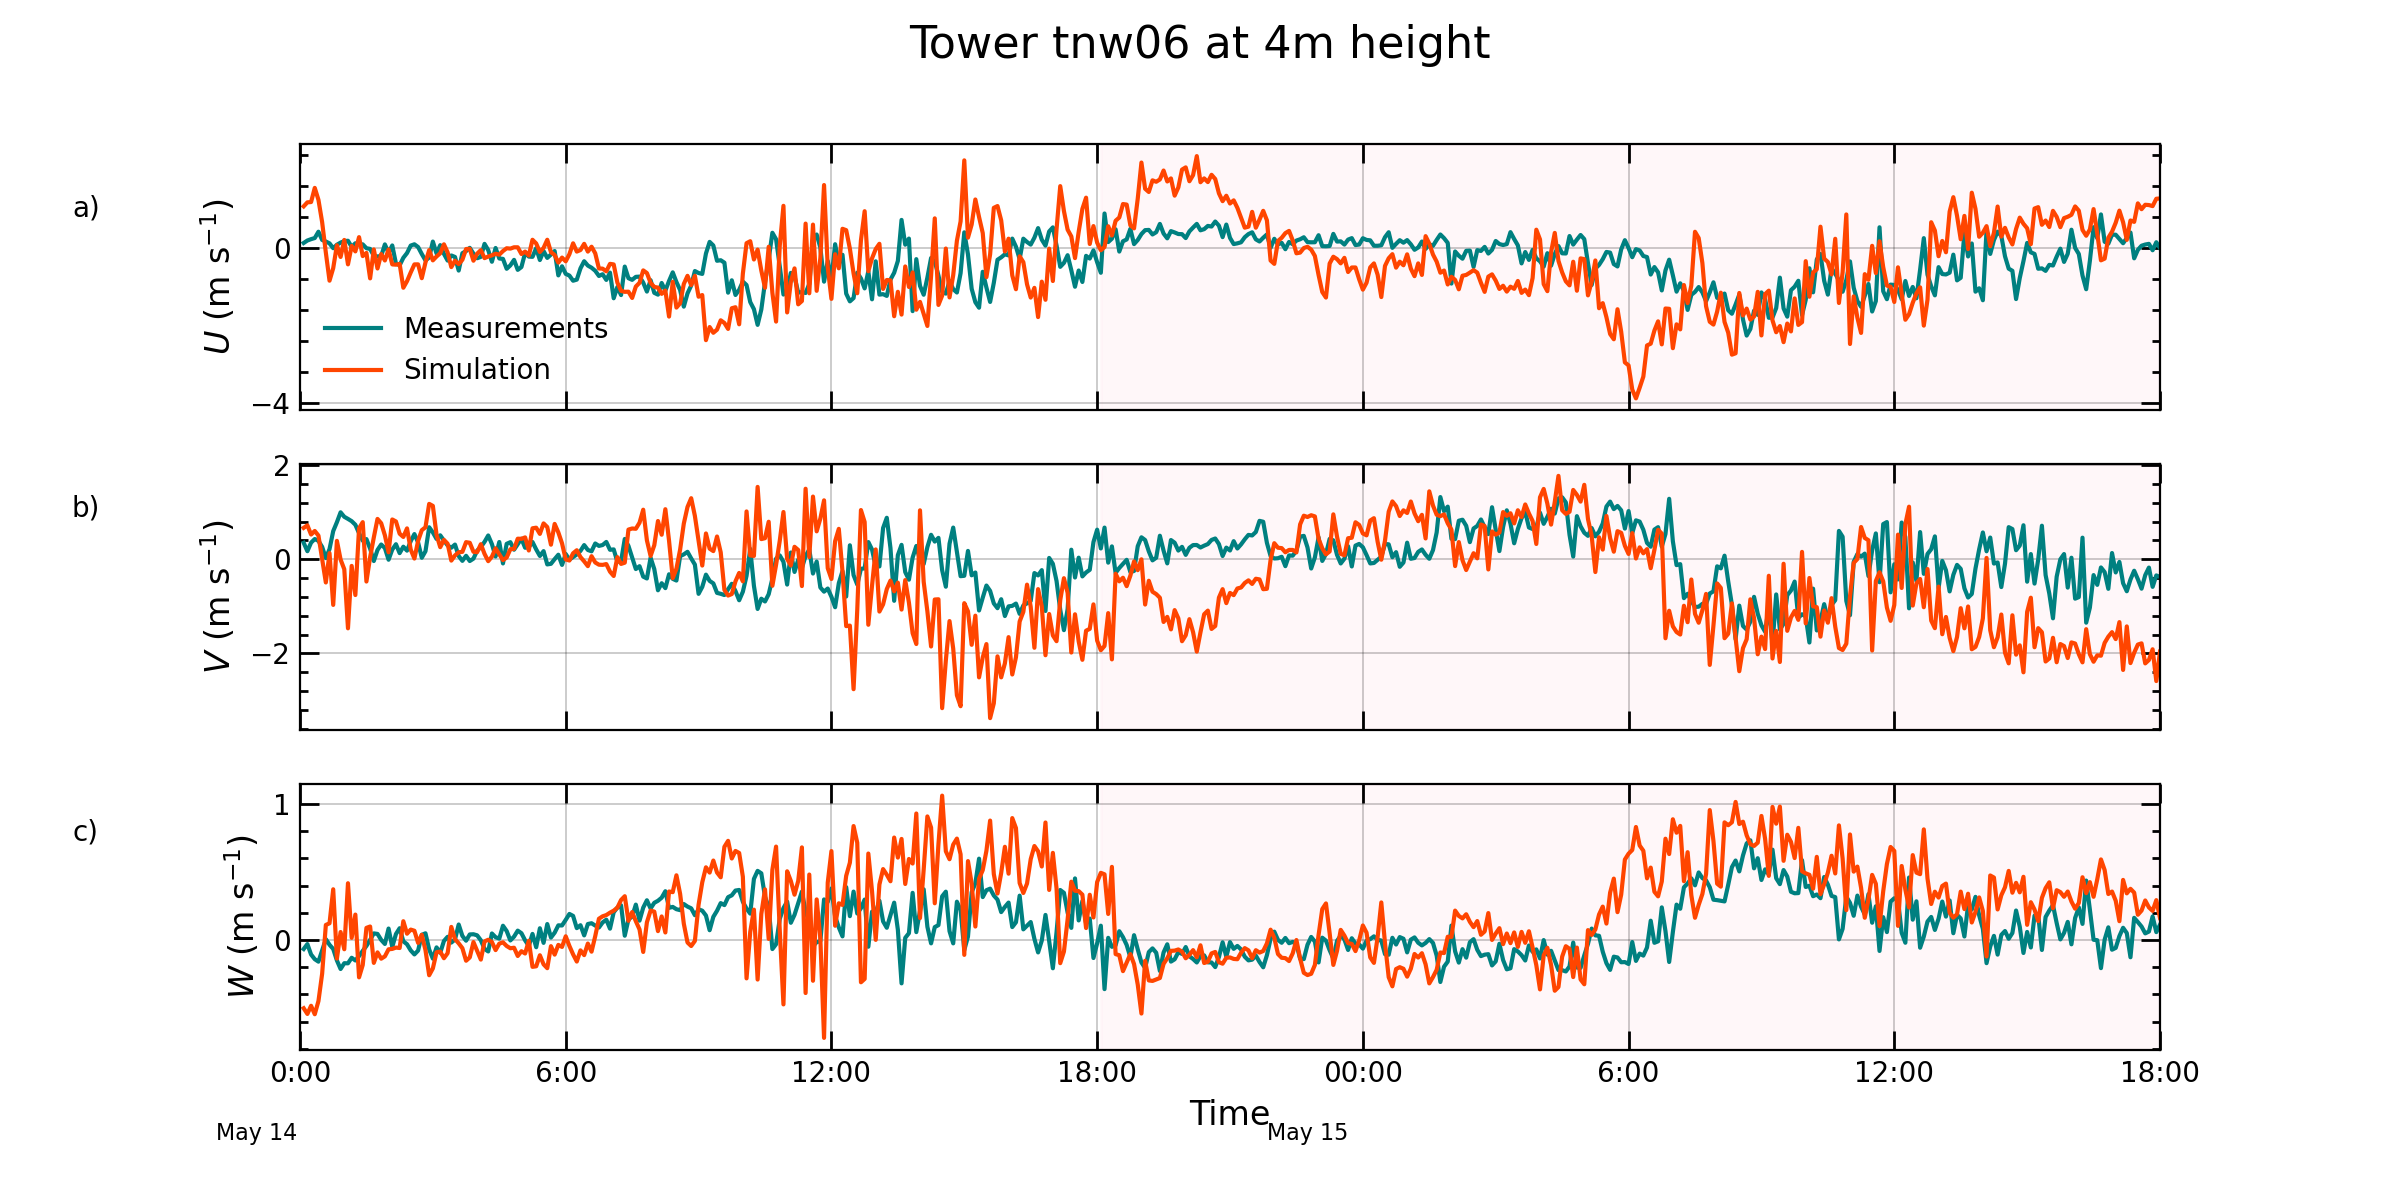 Tower tnw06 at 4m height
a)
U (m s⁻¹)
0
−4
Measurements
Simulation
b)
V (m s⁻¹)
2
0
−2
c)
W (m s⁻¹)
1
0
0:00 6:00 12:00 18:00 00:00 6:00 12:00 18:00
Time
May 14 May 15